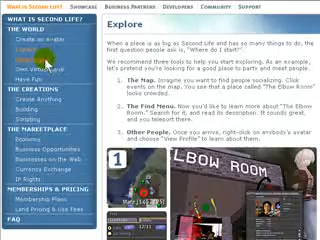 WHAT IS SECOND LIFE?
SHOWCASE
BUSINESS PARTNERS
DEVELOPERS
COMMUNITY
SUPPORT
WHAT IS SECOND LIFE?
THE WORLD
Create an avatar
Explore
Own Virtual Land
Have Fun
THE CREATIONS
Create Anything
Building
Scripting
THE MARKETPLACE
Economy
Business Opportunities
Businesses on the Web
Currency Exchange
IP Rights
MEMBERSHIPS & PRICING
Membership Plans
Land Pricing & Use Fees
FAQ
Explore
When a place is as big as Second Life and has so many things to do, the
first question people ask is, "Where do I start?"
We recommend three tools to help you start exploring. As an example,
let's pretend you're looking for a good place to party and meet people.
1. The Map. Imagine you want to find people socializing. Click
events on the map. You see that a place called "The Elbow
Room" looks crowded.
2. The Find Menu. Now you'd like to learn more about "The Elbow
Room." Search for it, and read its description. It sounds great,
and you teleport there.
3. Other People. Once you arrive, right-click on anybody's avatar
and choose "View Profile" to learn about them.
1
ELBOW ROOM